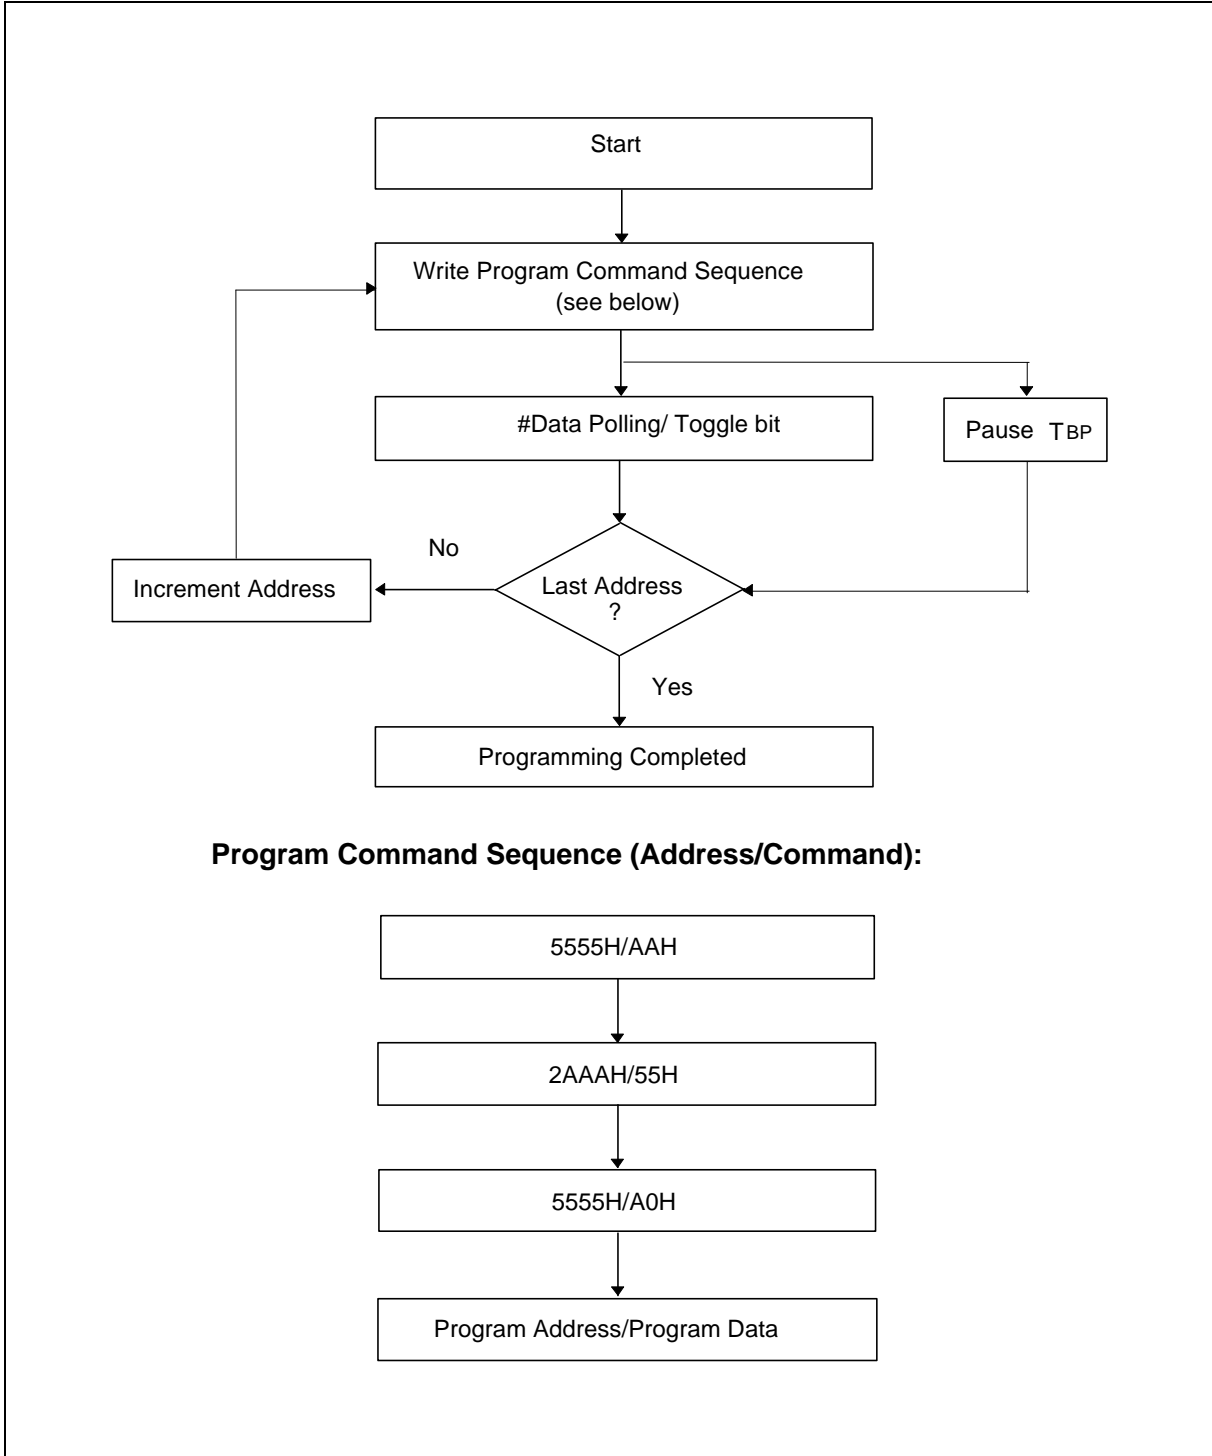 Start
Write Program Command Sequence
(see below)
#Data Polling/ Toggle bit
Pause TBP
No
Increment Address
Last Address
?
Yes
Programming Completed
Program Command Sequence (Address/Command):
5555H/AAH
2AAAH/55H
5555H/A0H
Program Address/Program Data